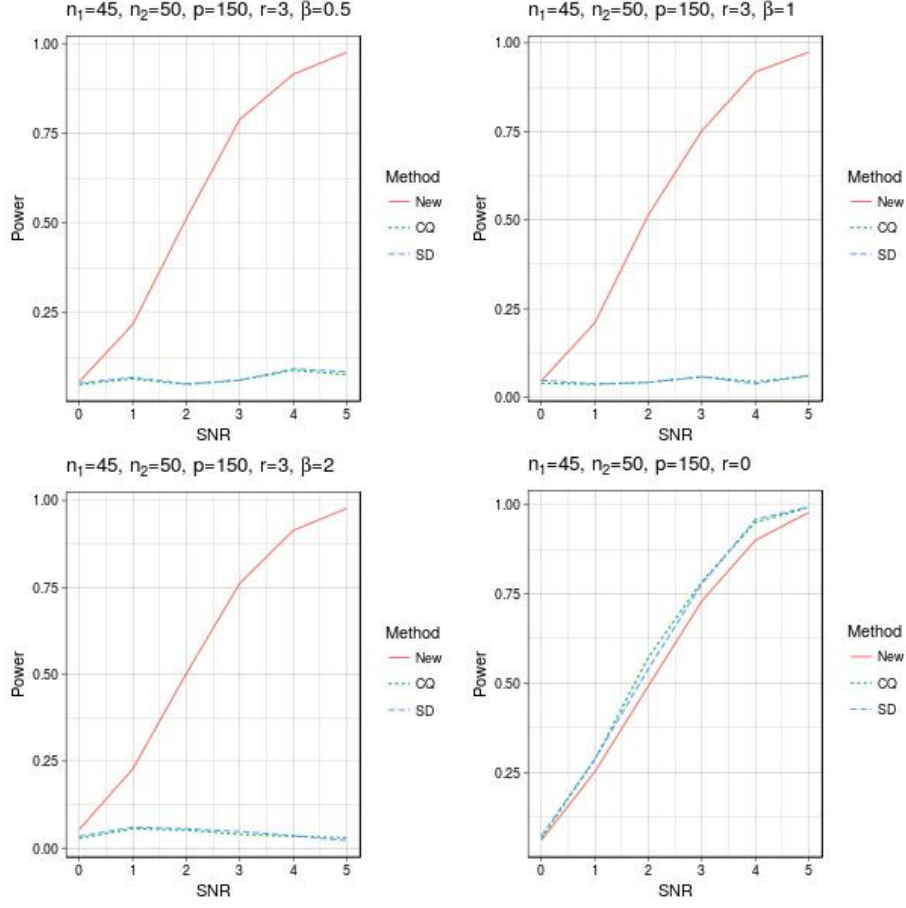 n₁=45, n₂=50, p=150, r=3, β=0.5
1.00
0.75
0.50
0.25
Power
0 1 2 3 4 5
SNR
Method
New
CQ
SD
n₁=45, n₂=50, p=150, r=3, β=1
1.00
0.75
0.50
0.25
0.00
Power
0 1 2 3 4 5
SNR
Method
New
CQ
SD
n₁=45, n₂=50, p=150, r=3, β=2
1.00
0.75
0.50
0.25
0.00
Power
0 1 2 3 4 5
SNR
Method
New
CQ
SD
n₁=45, n₂=50, p=150, r=0
1.00
0.75
0.50
0.25
Power
0 1 2 3 4 5
SNR
Method
New
CQ
SD